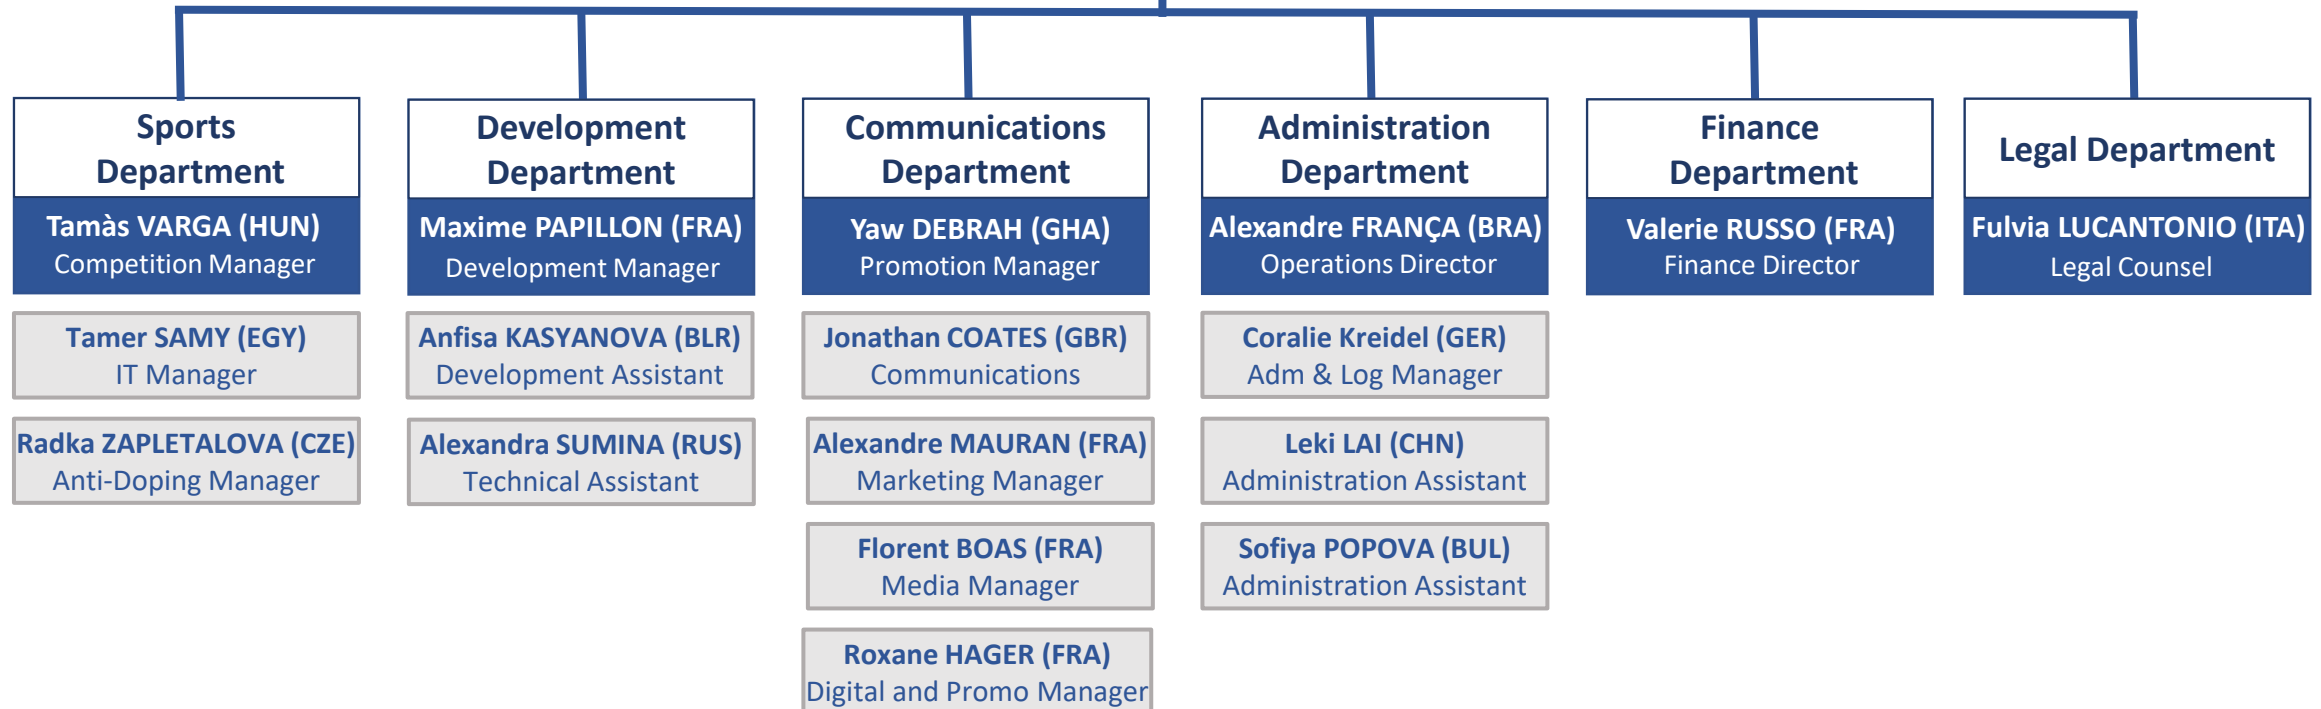 Sports
Department
Tamàs VARGA (HUN)
Competition Manager
Tamer SAMY (EGY)
IT Manager
Radka ZAPLETALOVA (CZE)
Anti-Doping Manager
Development
Department
Maxime PAPILLON (FRA)
Development Manager
Anfisa KASYANOVA (BLR)
Development Assistant
Alexandra SUMINA (RUS)
Technical Assistant
Communications
Department
Yaw DEBRAH (GHA)
Promotion Manager
Jonathan COATES (GBR)
Communications
Alexandre MAURAN (FRA)
Marketing Manager
Florent BOAS (FRA)
Media Manager
Roxane HAGER (FRA)
Digital and Promo Manager
Administration
Department
Alexandre FRANÇA (BRA)
Operations Director
Coralie Kreidel (GER)
Adm & Log Manager
Leki LAI (CHN)
Administration Assistant
Sofiya POPOVA (BUL)
Administration Assistant
Finance
Department
Valerie RUSSO (FRA)
Finance Director
Legal Department
Fulvia LUCANTONIO (ITA)
Legal Counsel